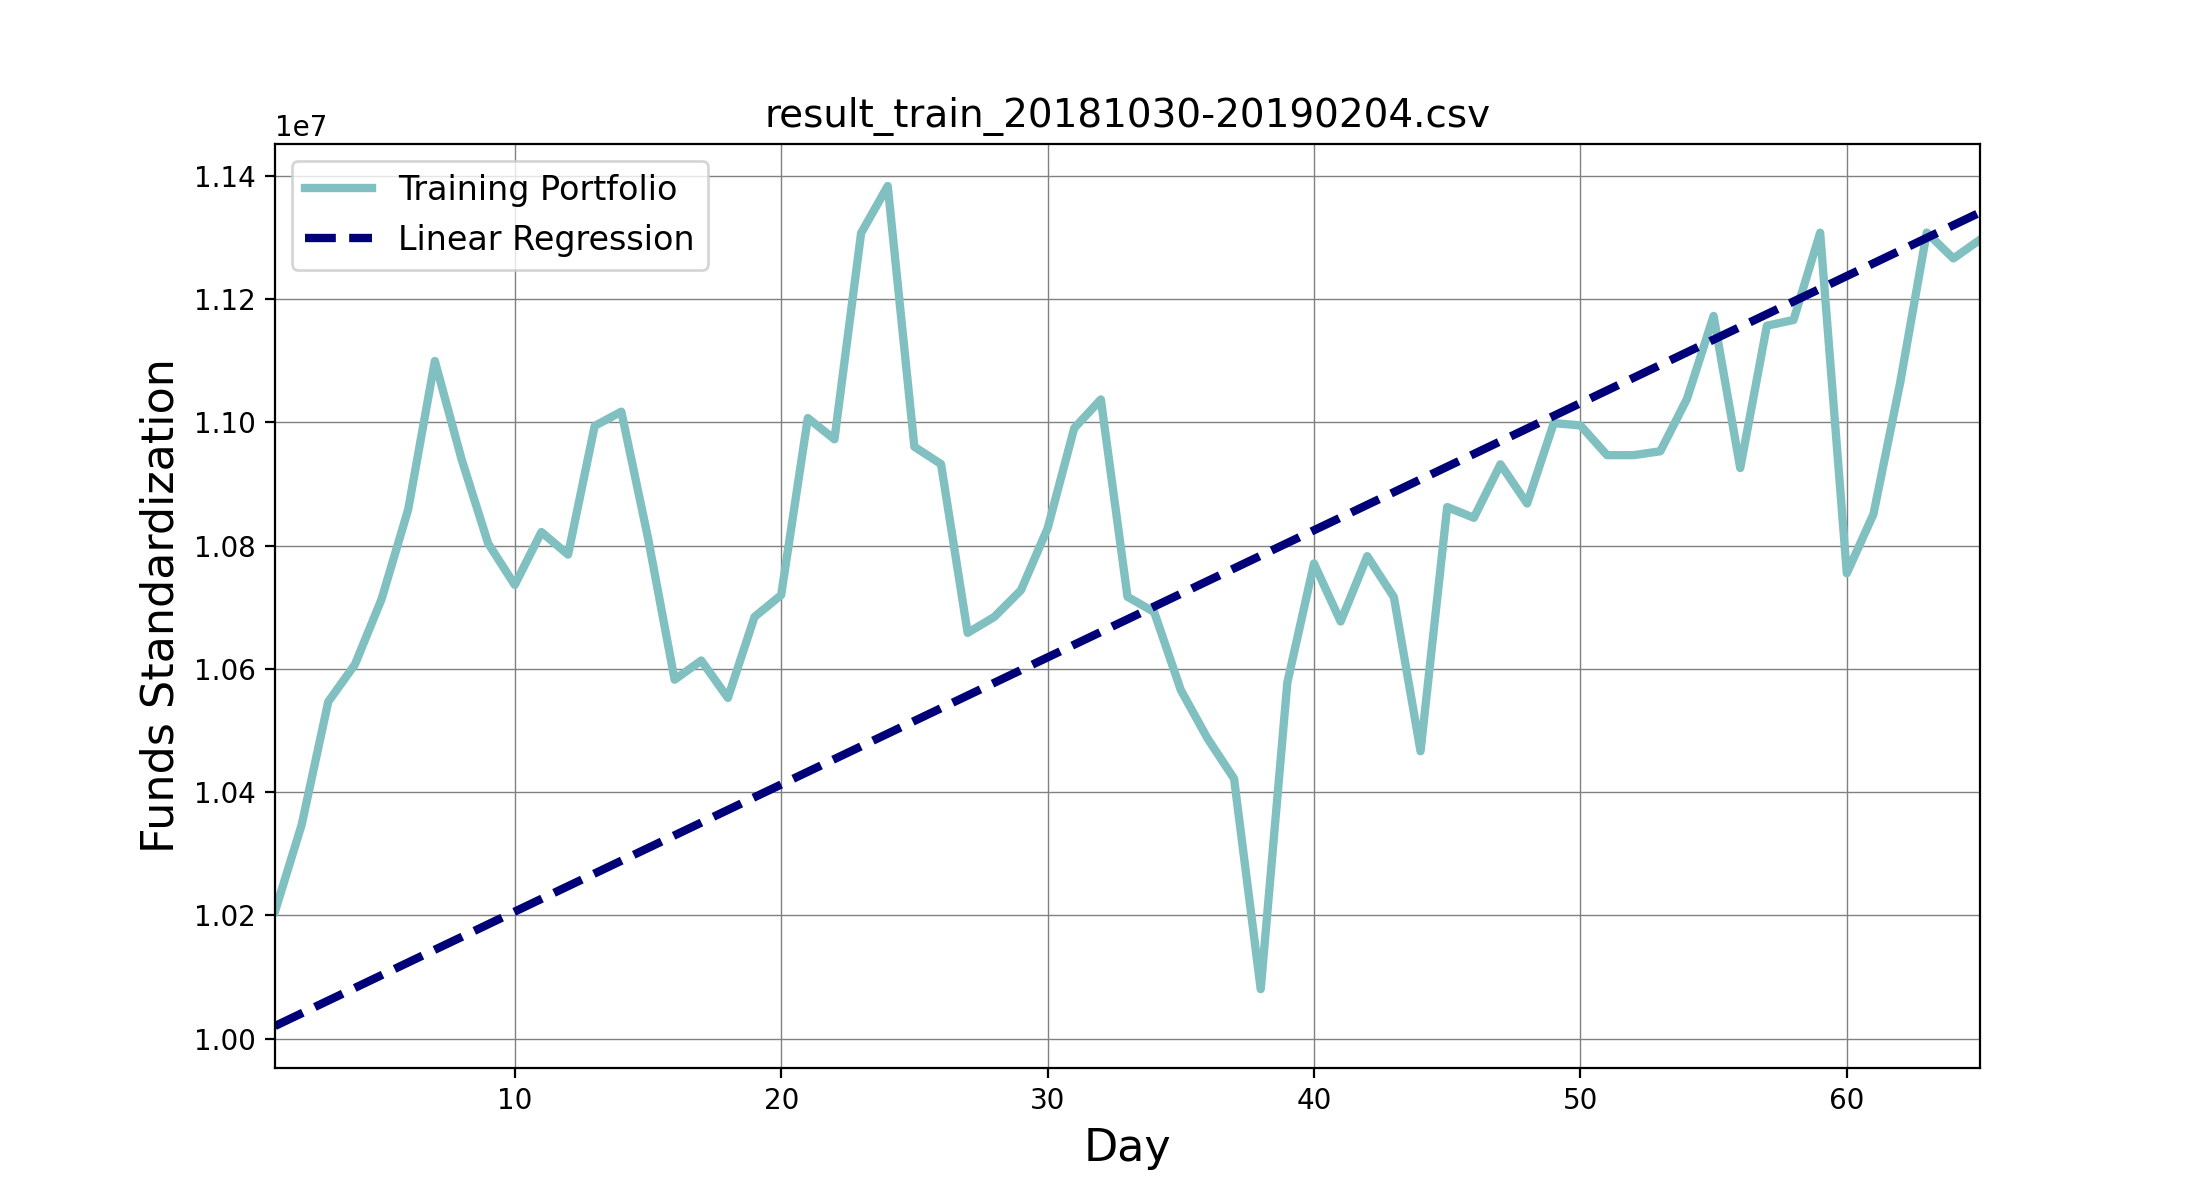 result_train_20181030-20190204.csv
1e7
Training Portfolio
Linear Regression
1.14
1.12
1.10
1.08
1.06
1.04
1.02
1.00
Funds Standardization
10 20 30 40 50 60
Day